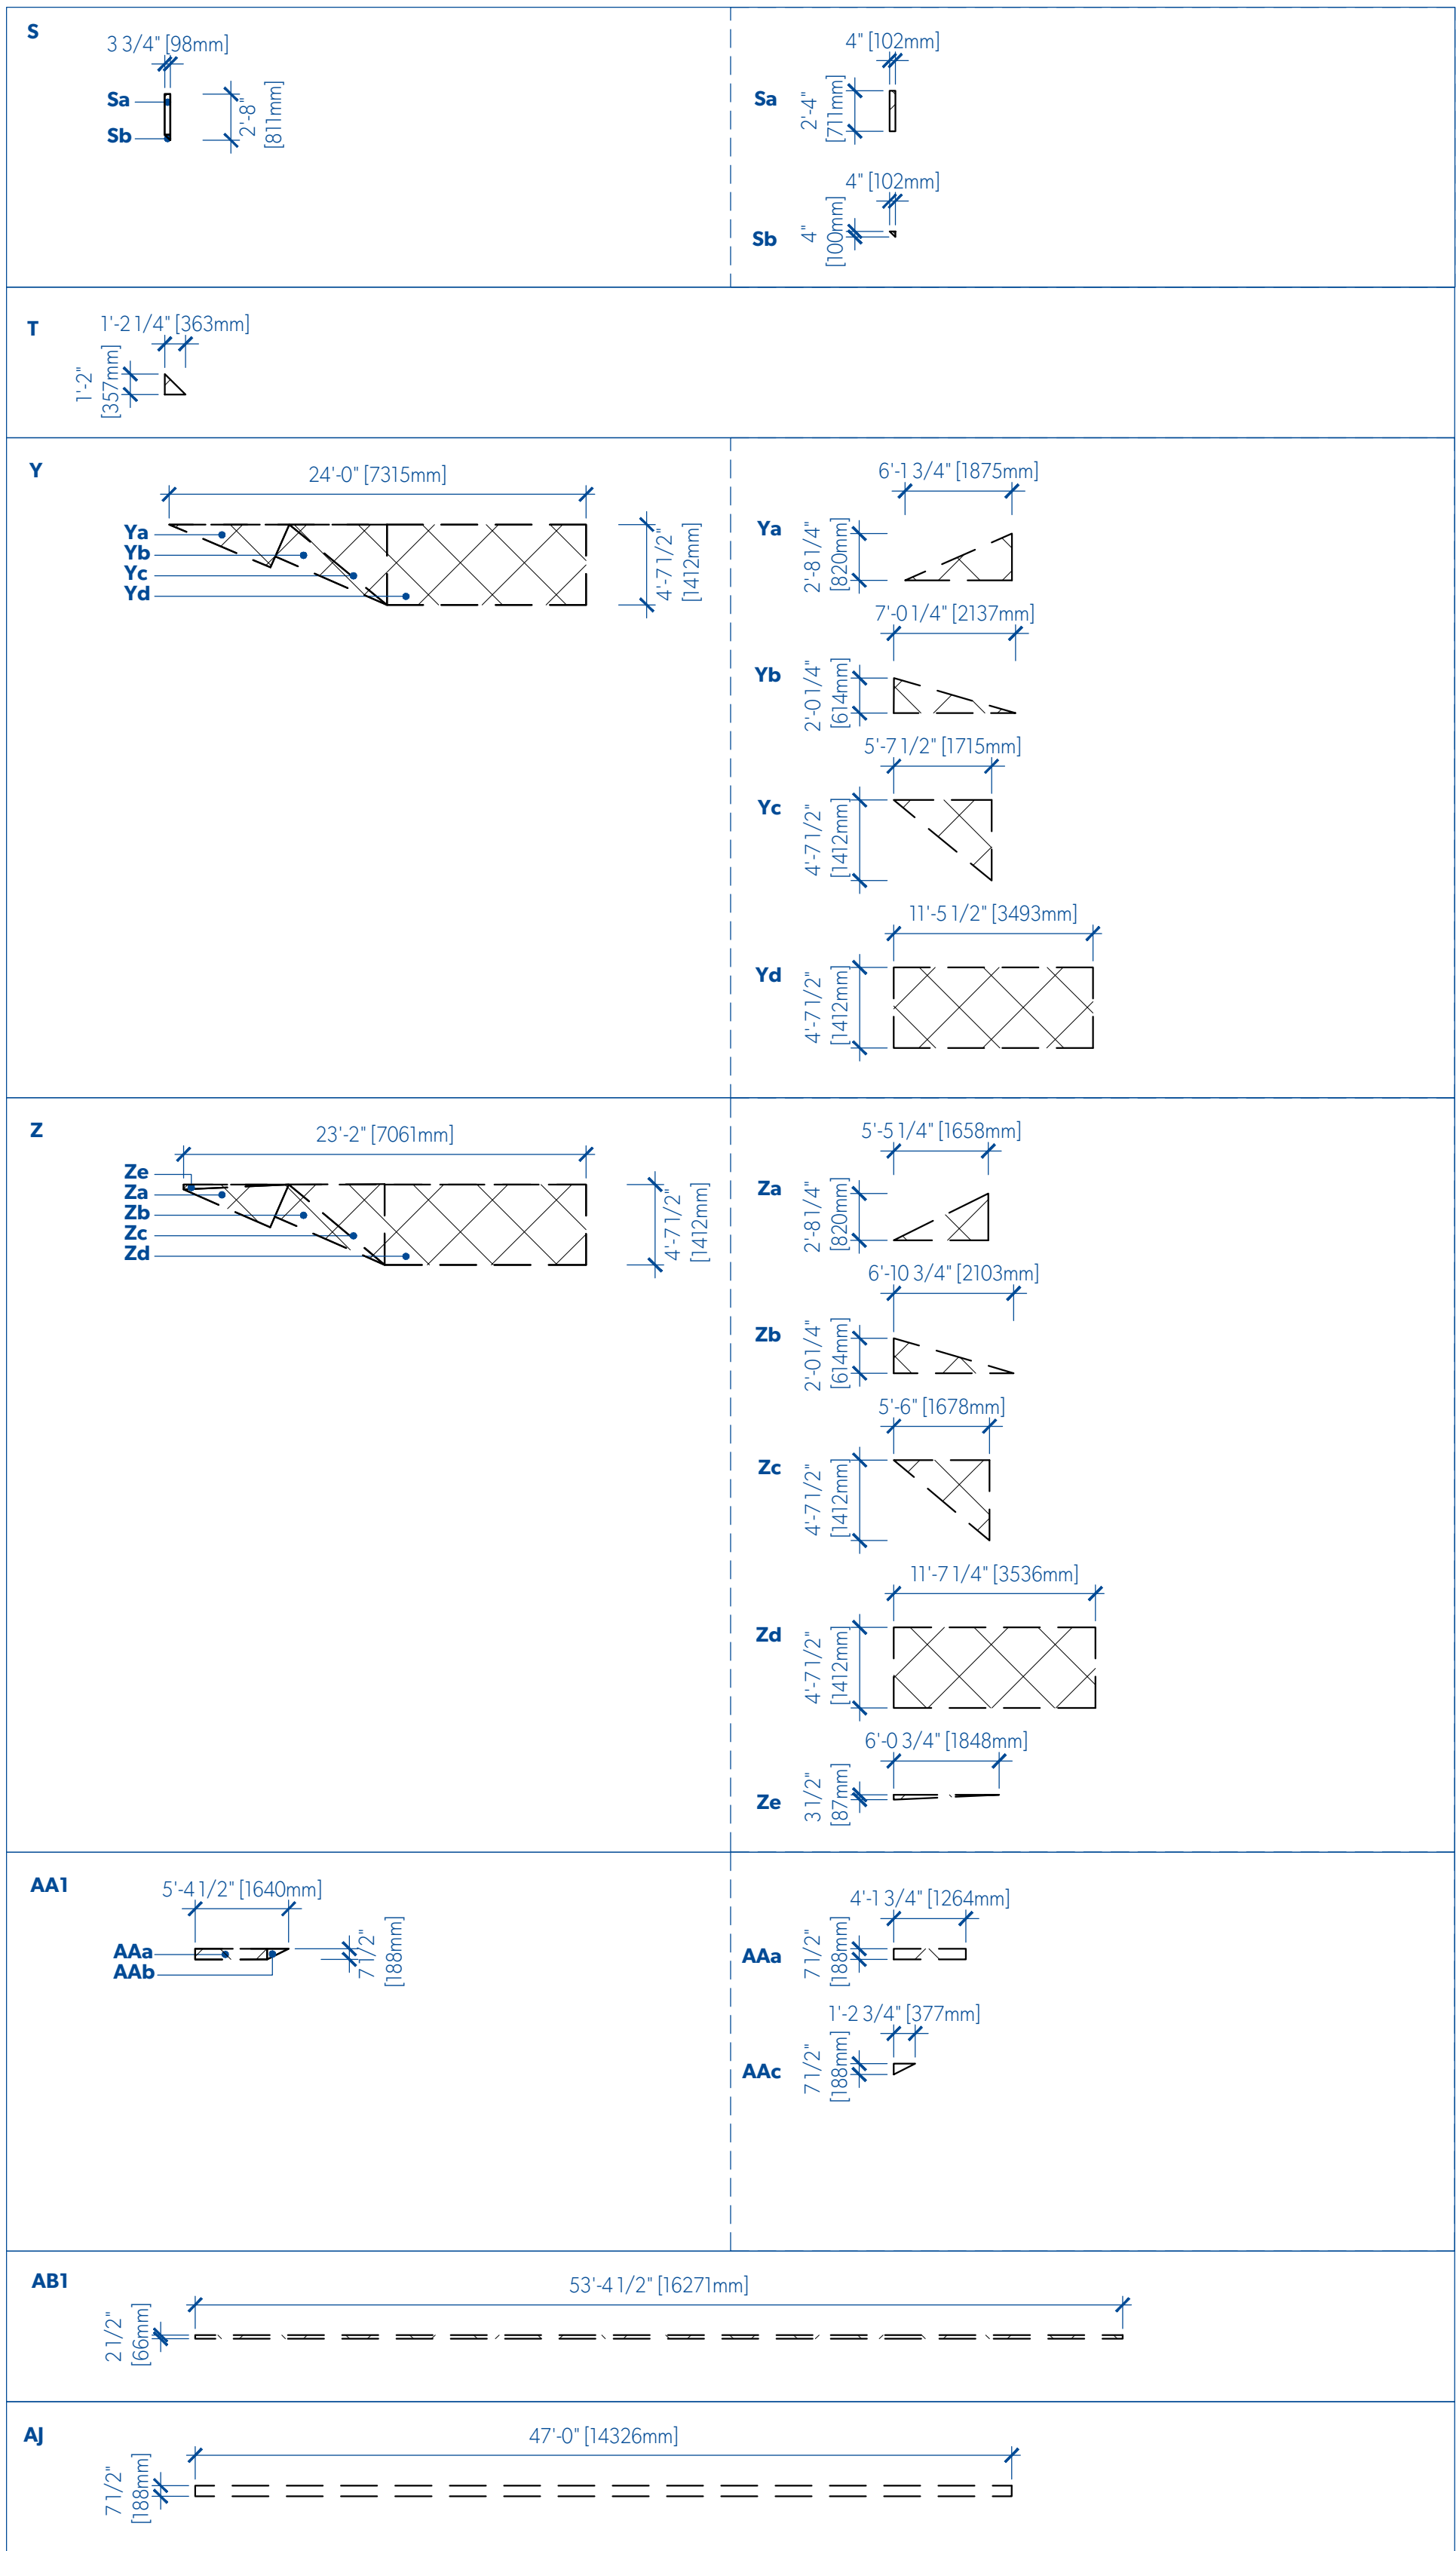 S
3 3/4" [98mm]
Sa
Sb
2'-8"
[811mm]
4" [102mm]
Sa
2'-4"
[711mm]
4" [102mm]
Sb
4"
[100mm]
T
1'-2 1/4" [363mm]
1'-2"
[357mm]
Y
24'-0" [7315mm]
Ya
Yb
Yc
Yd
4'-7 1/2"
[1412mm]
6'-1 3/4" [1875mm]
Ya
2'-8 1/4"
[820mm]
7'-0 1/4" [2137mm]
Yb
2'-0 1/4"
[614mm]
5'-7 1/2" [1715mm]
Yc
4'-7 1/2"
[1412mm]
11'-5 1/2" [3493mm]
Yd
4'-7 1/2"
[1412mm]
Z
23'-2" [7061mm]
Ze
Za
Zb
Zc
Zd
4'-7 1/2"
[1412mm]
5'-5 1/4" [1658mm]
Za
2'-8 1/4"
[820mm]
6'-10 3/4" [2103mm]
Zb
2'-0 1/4"
[614mm]
5'-6" [1678mm]
Zc
4'-7 1/2"
[1412mm]
11'-7 1/4" [3536mm]
Zd
4'-7 1/2"
[1412mm]
6'-0 3/4" [1848mm]
Ze
3 1/2"
[87mm]
AA1
5'-4 1/2" [1640mm]
AAa
AAb
7 1/2"
[188mm]
4'-1 3/4" [1264mm]
AAa
7 1/2"
[188mm]
1'-2 3/4" [377mm]
AAc
7 1/2"
[188mm]
AB1
53'-4 1/2" [16271mm]
2 1/2"
[66mm]
AJ
47'-0" [14326mm]
7 1/2"
[188mm]